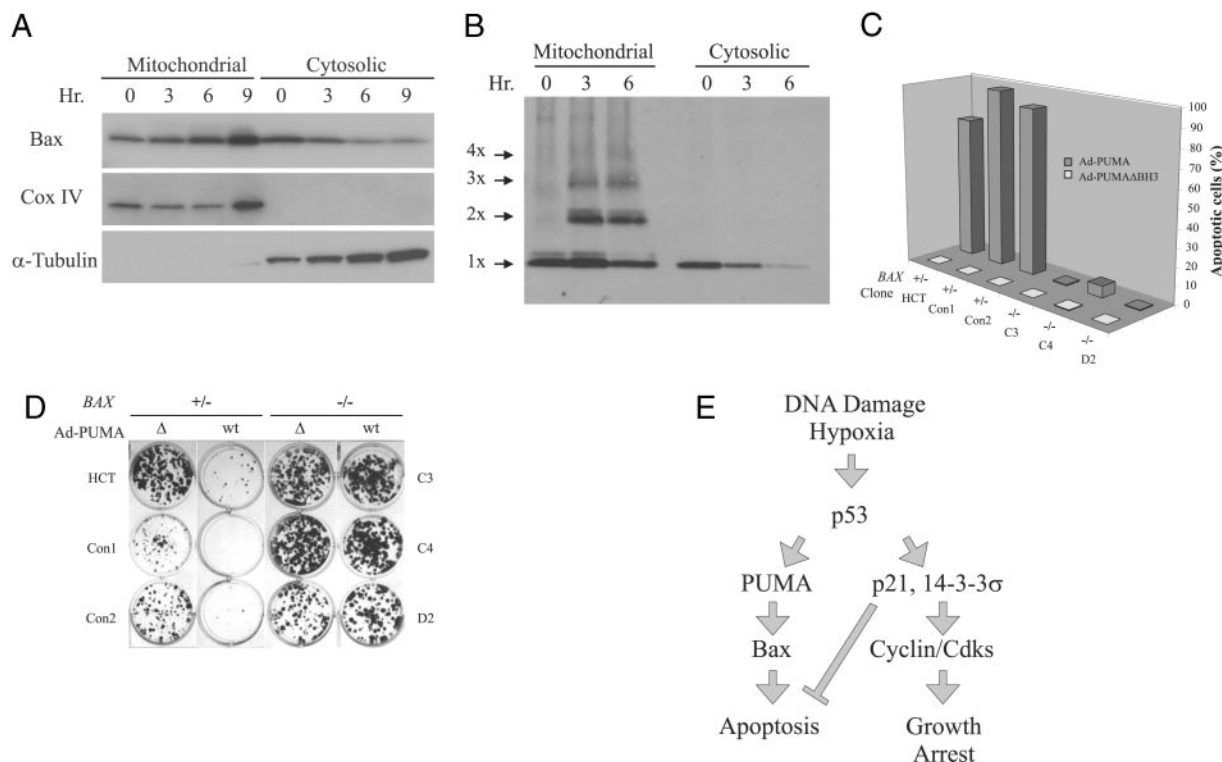 A
Mitochondrial Cytosolic
Hr. 0 3 6 9 0 3 6 9
Bax
Cox IV
α-Tubulin
B
Mitochondrial Cytosolic
Hr. 0 3 6 0 3 6
4x
3x
2x
1x
C
100
90
80
70
60
50
40
30
20
10
0
Apoptotic cells (%)
Ad-PUMA
Ad-PUMAΔBH3
BAX +/- +/- +/- -/- -/- -/-
Clone HCT Con1 Con2 C3 C4 D2
D
BAX +/- -/-
Ad-PUMA Δ wt Δ wt
HCT C3
Con1 C4
Con2 D2
E
DNA Damage
Hypoxia
p53
PUMA p21, 14-3-3σ
Bax Cyclin/Cdks
Apoptosis Growth
Arrest